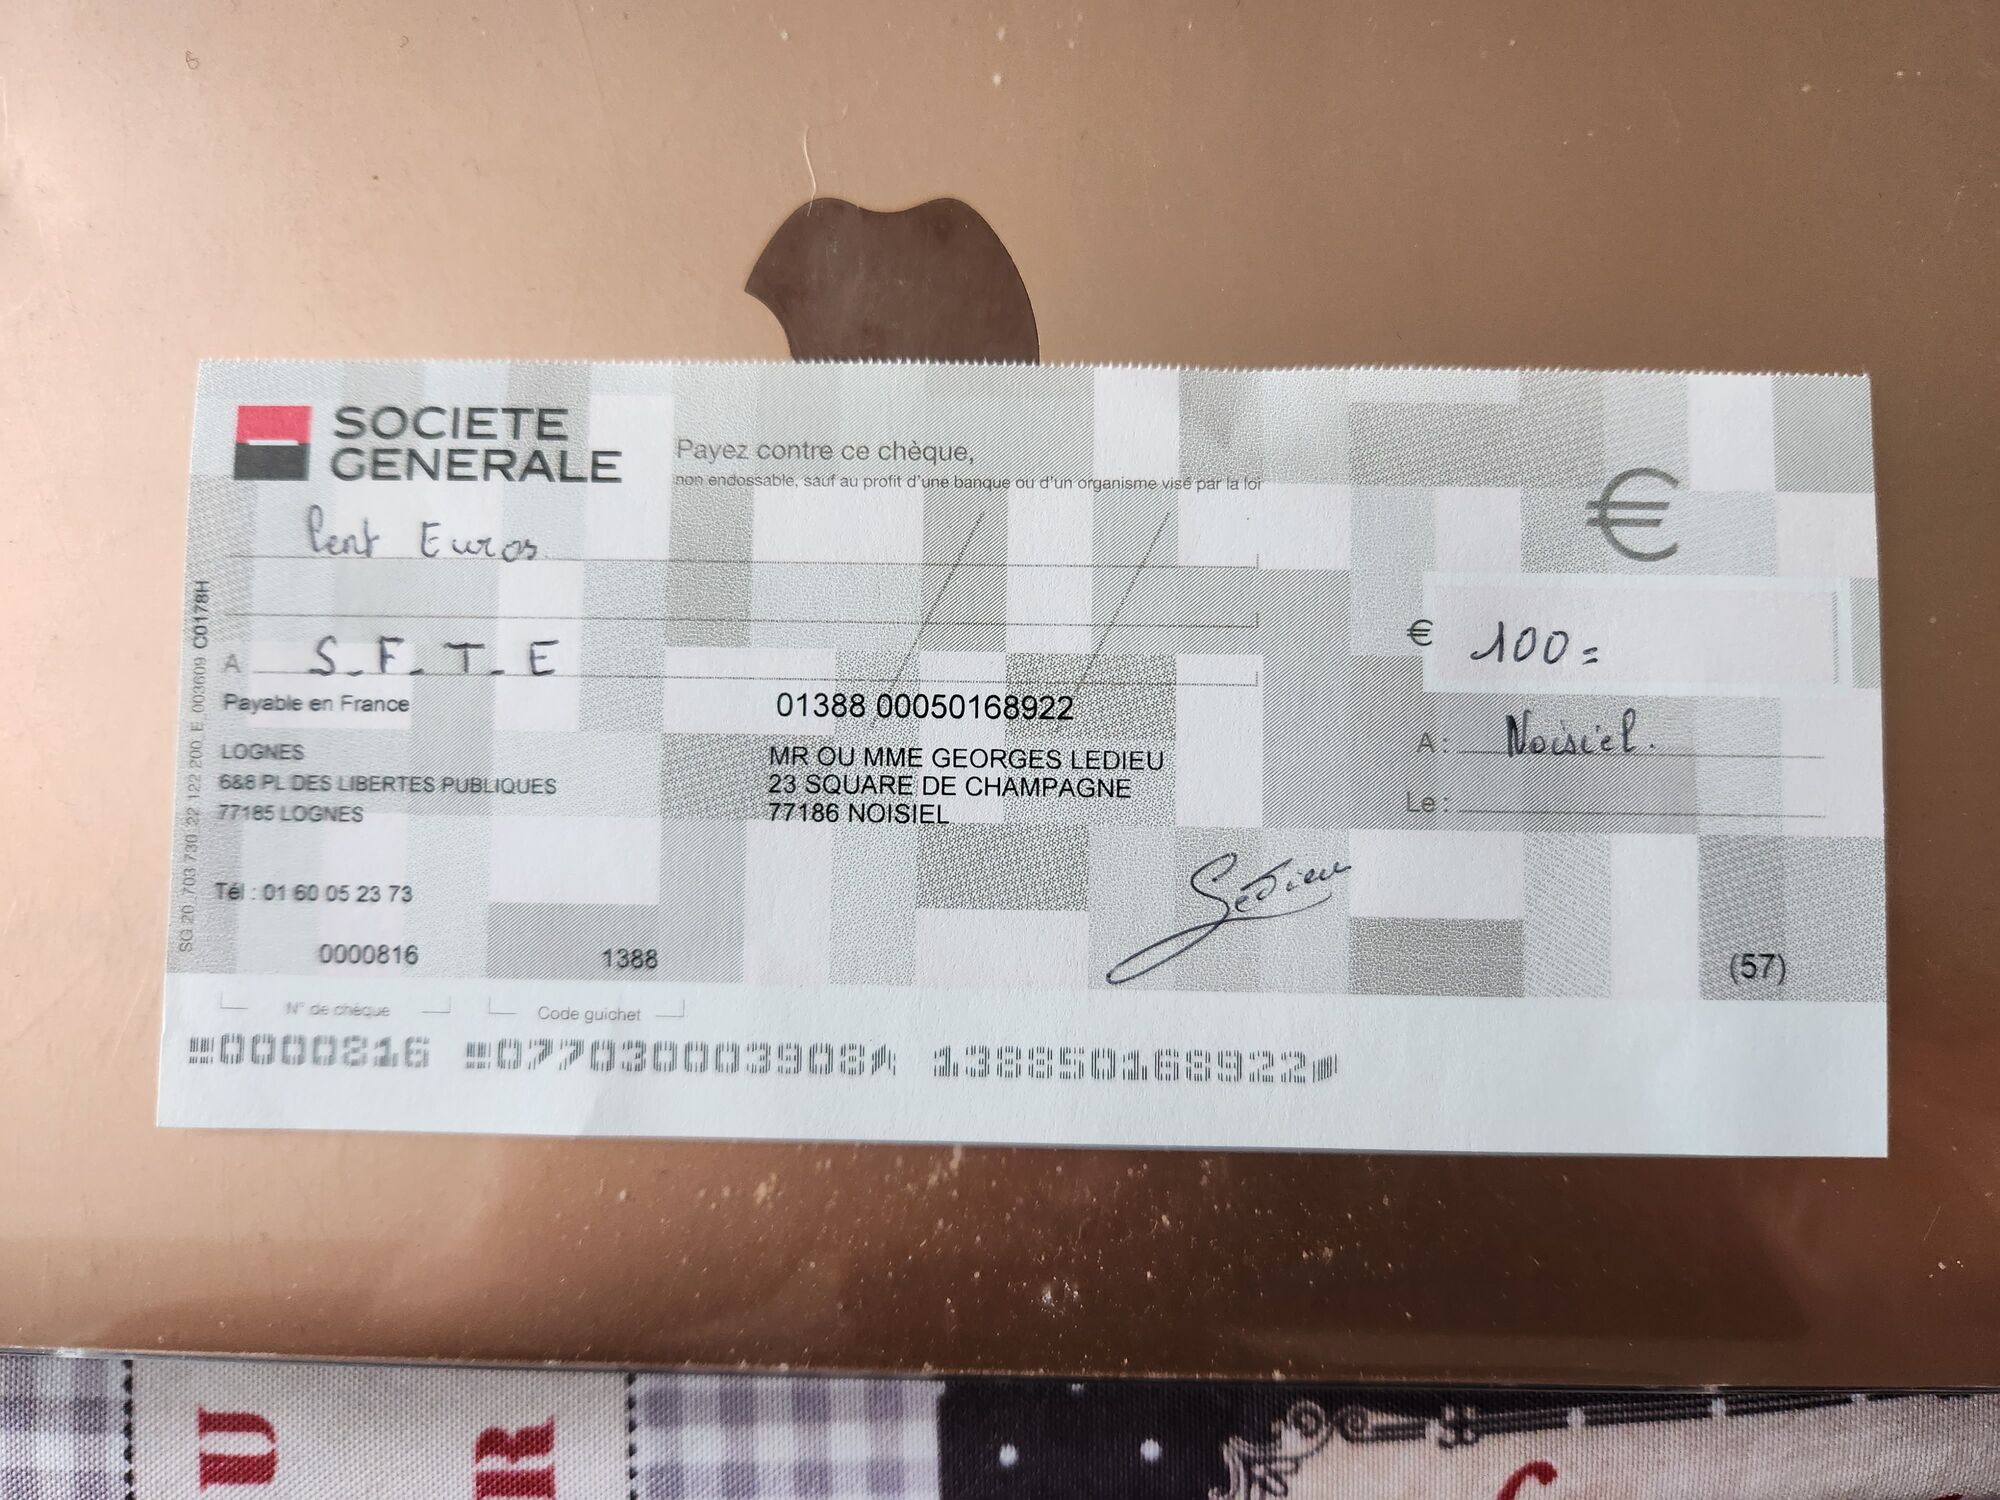 SOCIETE
GENERALE
Payez contre ce chèque,
non endossable, sauf au profit d'une banque ou d'un organisme visé par la loi
€
Cent Euros
€ 100=
A S.F.T.E
Payable en France
01388 00050168922
A : Noisiel.
LOGNES
6&8 PL DES LIBERTES PUBLIQUES
77185 LOGNES
MR OU MME GEORGES LEDIEU
23 SQUARE DE CHAMPAGNE
77186 NOISIEL
Le :
Tél : 01 60 05 23 73
Ledieu
0000816
1388
(57)
N° de chèque
Code guichet
0000816 077030003908 138850168922
SG 20 703 730 22 122 200 E 003609 C0178H
U
R